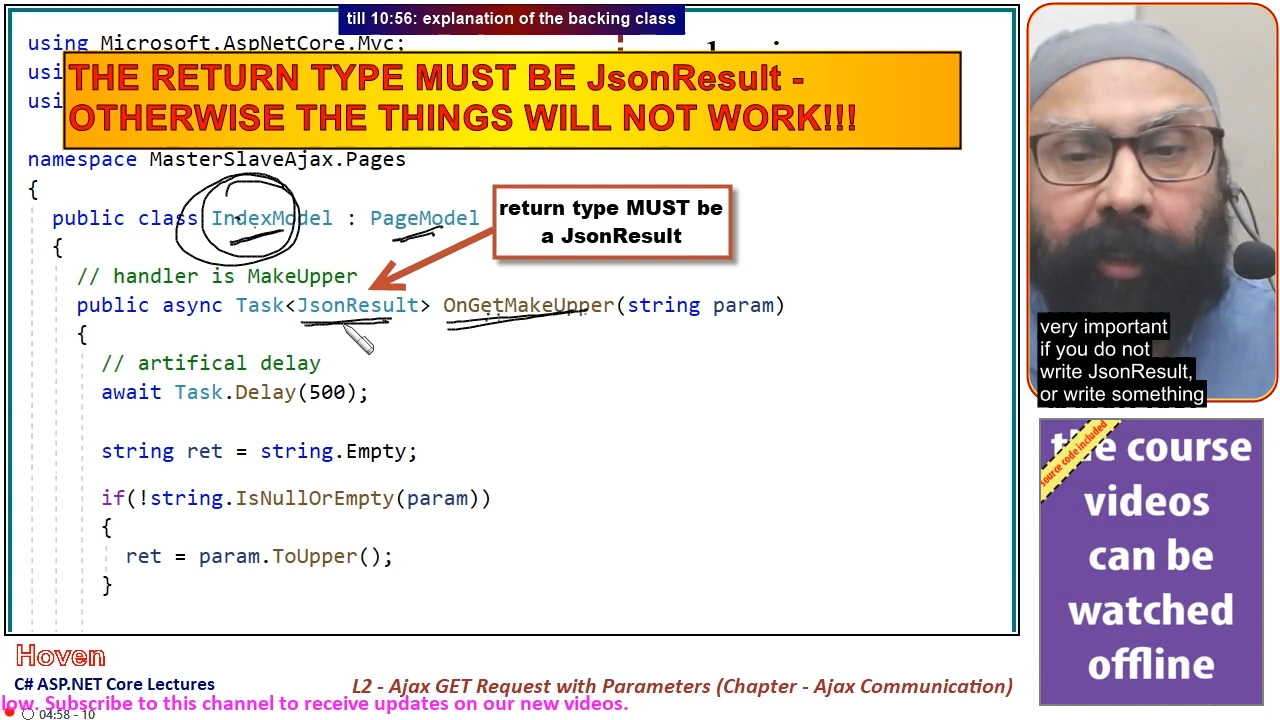 till 10:56: explanation of the backing class
using Microsoft.AspNetCore.Mvc;
usi
usi
THE RETURN TYPE MUST BE JsonResult -
OTHERWISE THE THINGS WILL NOT WORK!!!
namespace MasterSlaveAjax.Pages
{
public class IndexModel : PageModel
{
return type MUST be
a JsonResult
// handler is MakeUpper
public async Task<JsonResult> OnGetMakeUpper(string param)
{
// artifical delay
await Task.Delay(500);
string ret = string.Empty;
if(!string.IsNullOrEmpty(param))
{
ret = param.ToUpper();
}
very important
if you do not
write JsonResult,
or write something
source code included
the course
videos
can be
watched
offline
Hoven
C# ASP.NET Core Lectures
L2 - Ajax GET Request with Parameters (Chapter - Ajax Communication)
low. Subscribe to this channel to receive updates on our new videos.
04:58 - 10